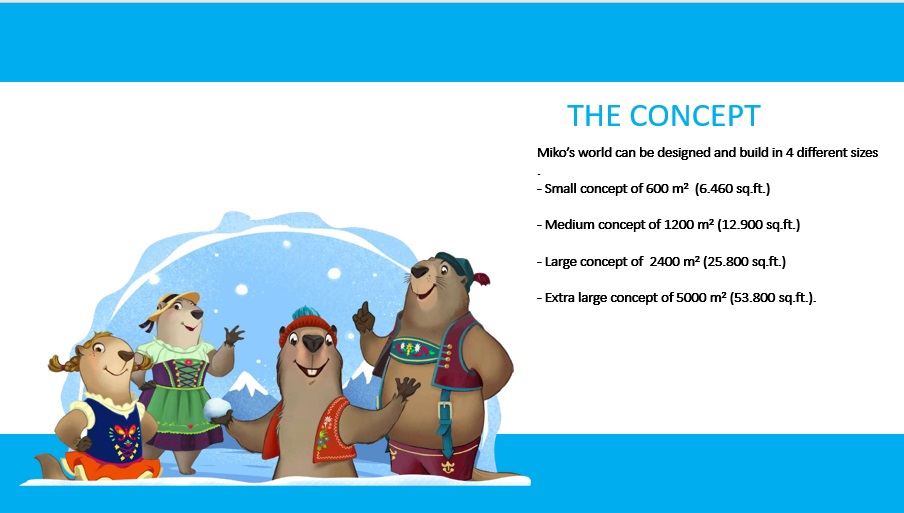 THE CONCEPT
Miko's world can be designed and build in 4 different sizes
.
- Small concept of 600 m² (6.460 sq.ft.)
- Medium concept of 1200 m² (12.900 sq.ft.)
- Large concept of  2400 m² (25.800 sq.ft.)
- Extra large concept of 5000 m² (53.800 sq.ft.).